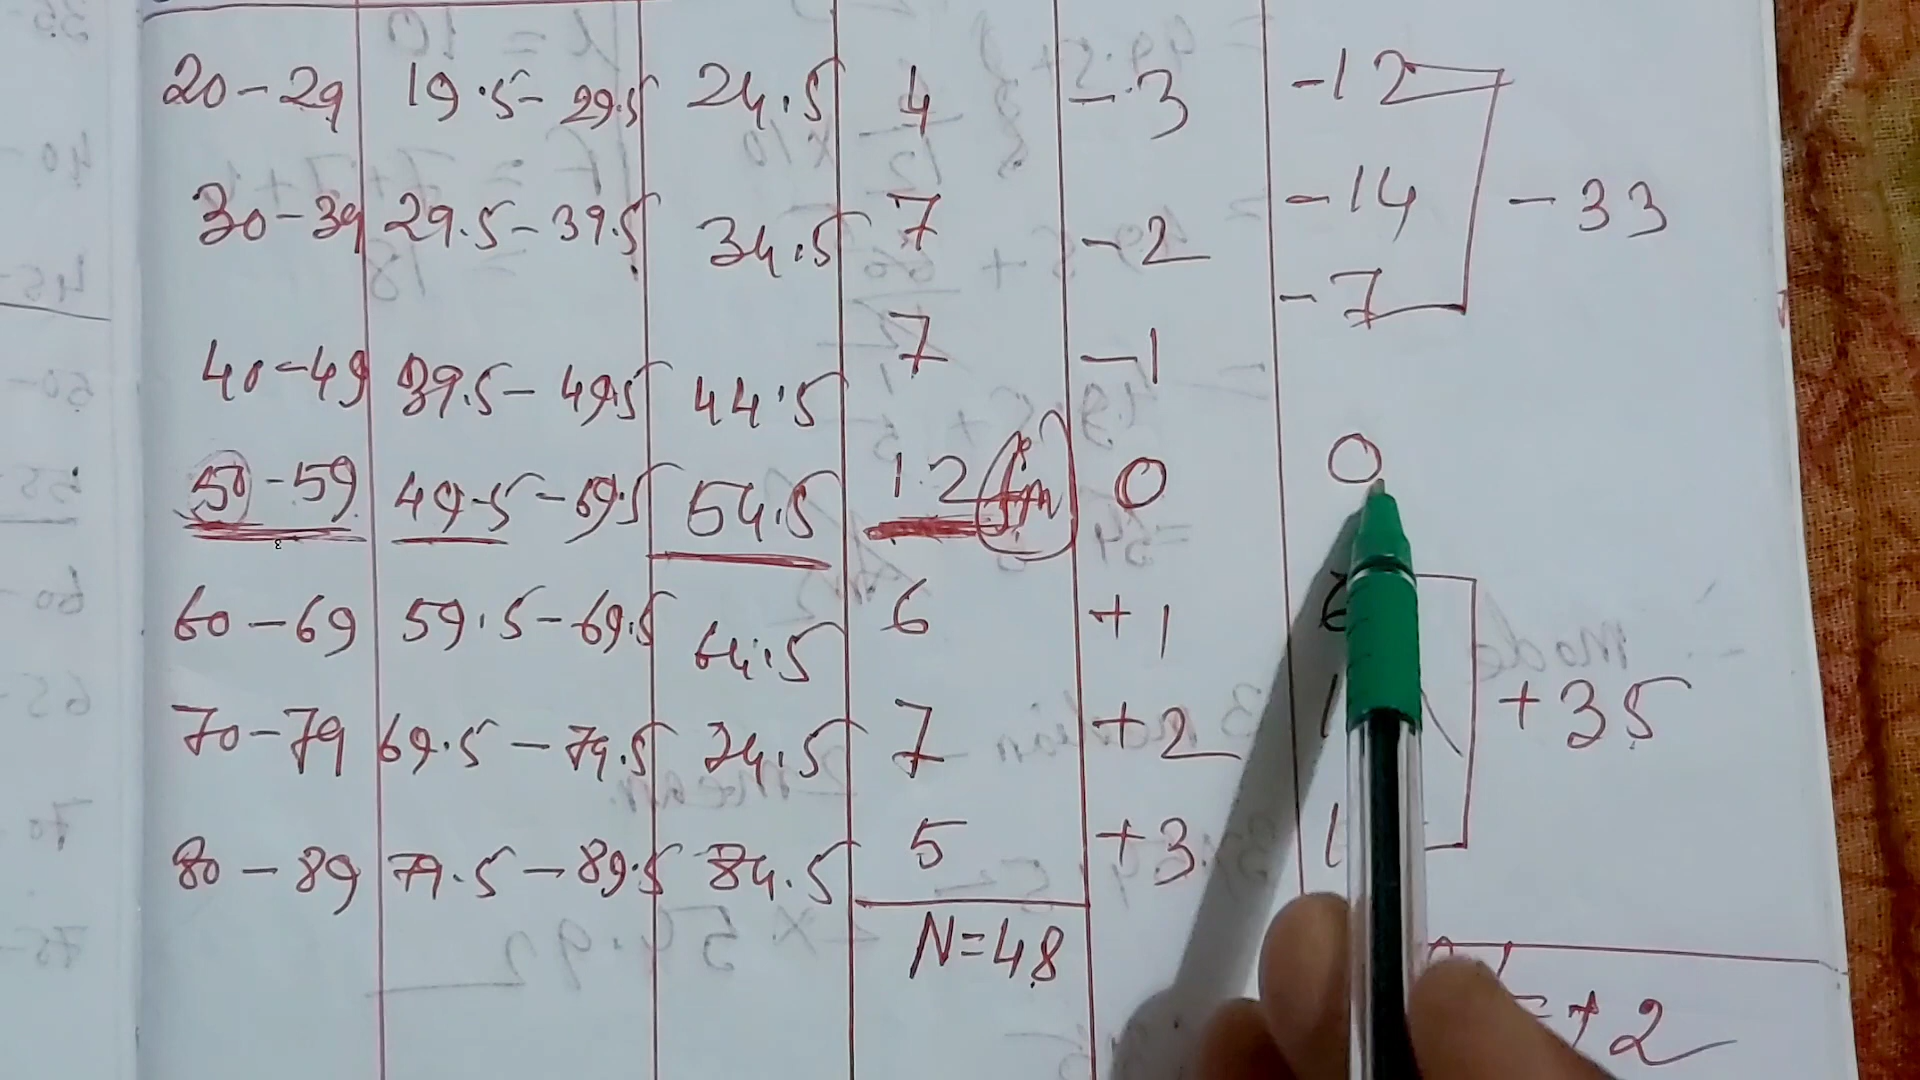 20-29 19.5-29.5 24.5 4 -3 -12
30-39 29.5-39.5 34.5 7 -2 -14 -33
40-49 39.5-49.5 44.5 7 -1 -7
50-59 49.5-59.5 54.5 12 fm 0 0
60-69 59.5-69.5 64.5 6 +1
70-79 69.5-79.5 74.5 7 +2 +35
80-89 79.5-89.5 84.5 5 +3
N=48
=+2